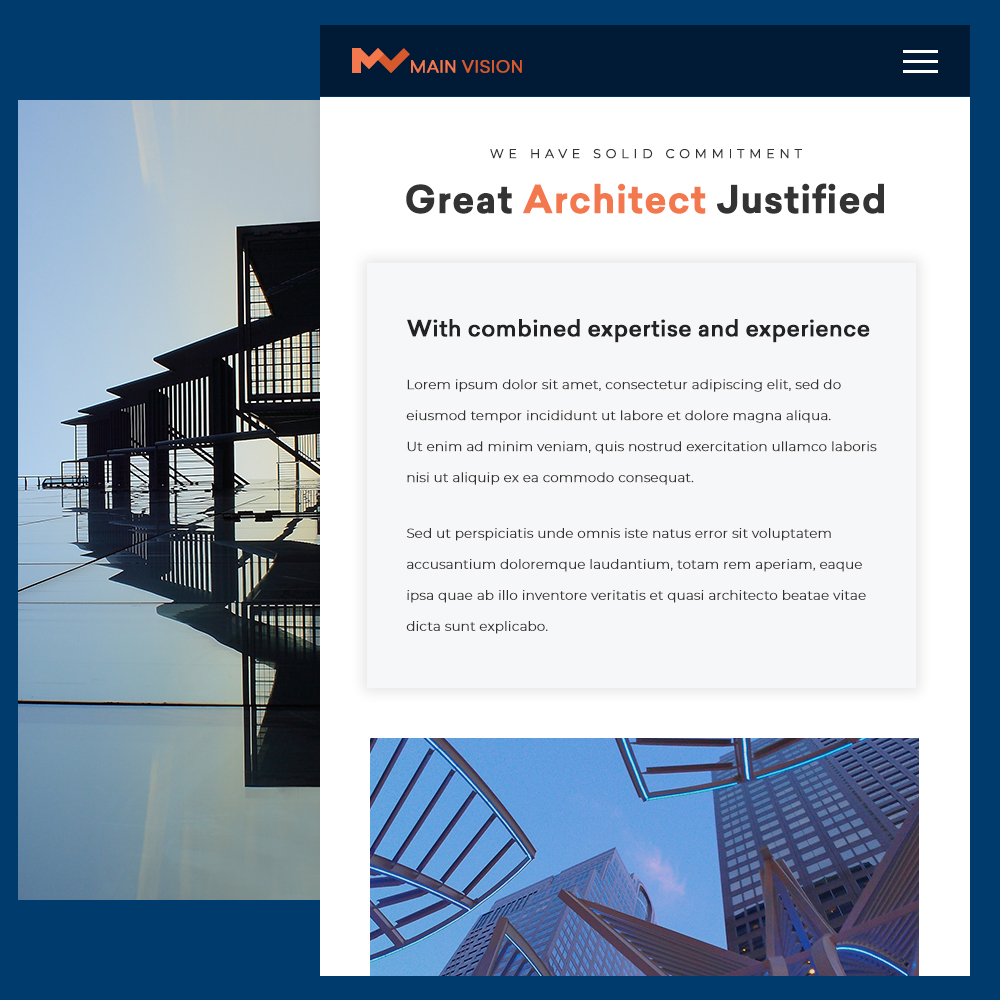 MAIN VISION
WE HAVE SOLID COMMITMENT
Great Architect Justified
With combined expertise and experience
Lorem ipsum dolor sit amet, consectetur adipiscing elit, sed do
eiusmod tempor incididunt ut labore et dolore magna aliqua.
Ut enim ad minim veniam, quis nostrud exercitation ullamco laboris
nisi ut aliquip ex ea commodo consequat.
Sed ut perspiciatis unde omnis iste natus error sit voluptatem
accusantium doloremque laudantium, totam rem aperiam, eaque
ipsa quae ab illo inventore veritatis et quasi architecto beatae vitae
dicta sunt explicabo.